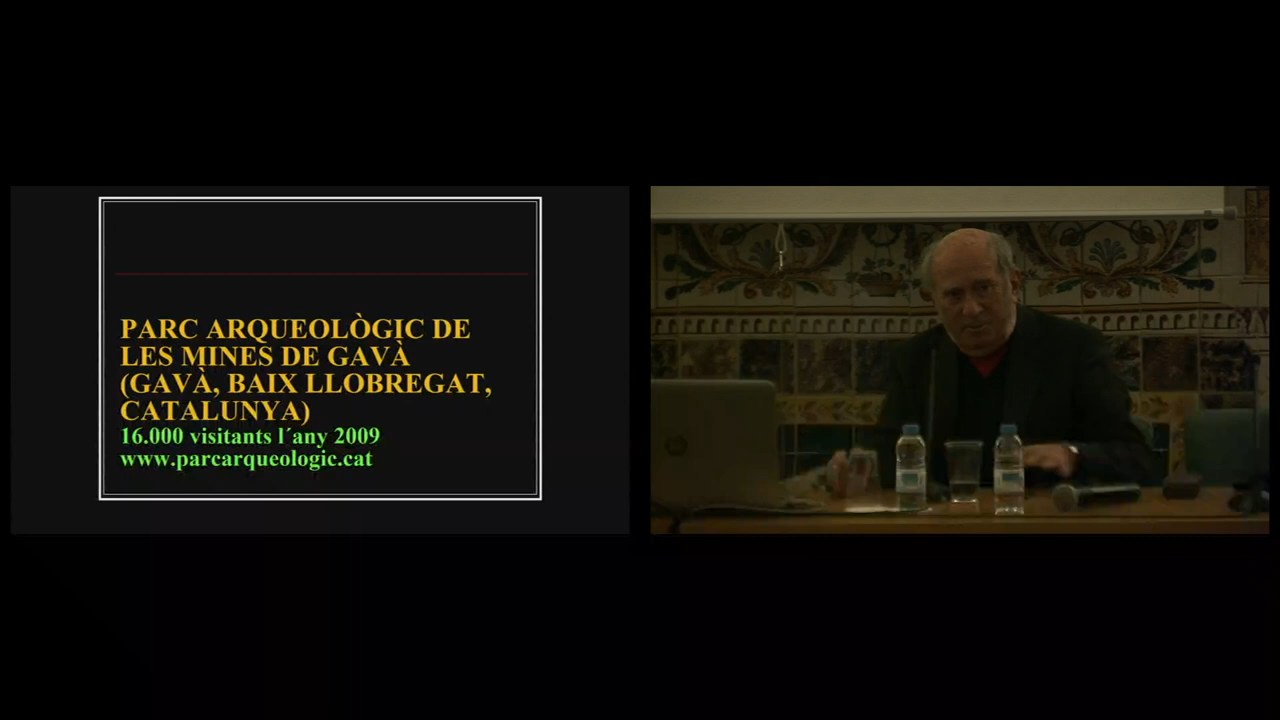 PARC ARQUEOLÒGIC DE
LES MINES DE GAVÀ
(GAVÀ, BAIX LLOBREGAT,
CATALUNYA)
16.000 visitants l´any 2009
www.parcarqueologic.cat